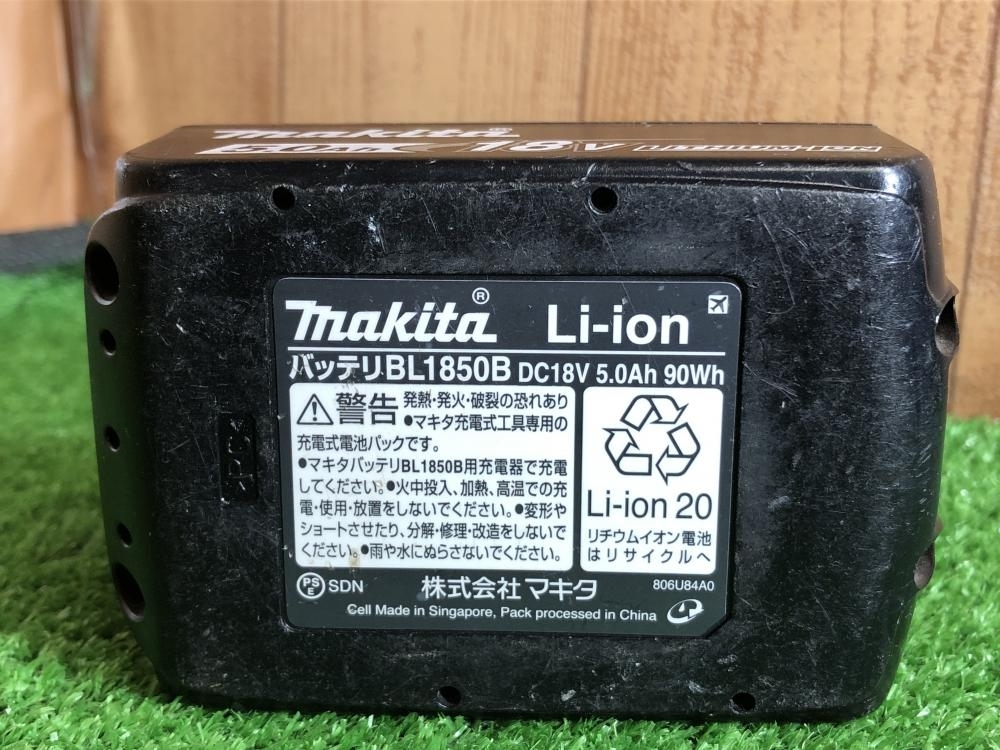 makita
5.0Ah 18V LITHIUM-ION
makita® Li-ion
バッテリBL1850B DC18V 5.0Ah 90Wh
警告 発熱・発火・破裂の恐れあり
●マキタ充電式工具専用の
充電式電池パックです。
●マキタバッテリBL1850B用充電器で充電
してください。●火中投入、加熱、高温での充
電・使用・放置をしないでください。●変形や
ショートさせたり、分解・修理・改造をしないで
ください。●雨や水にぬらさないでください。
Li-ion 20
リチウムイオン電池
はリサイクルへ
PSE SDN 株式会社 マキタ 806U84A0
Cell Made in Singapore, Pack processed in China
>PC<